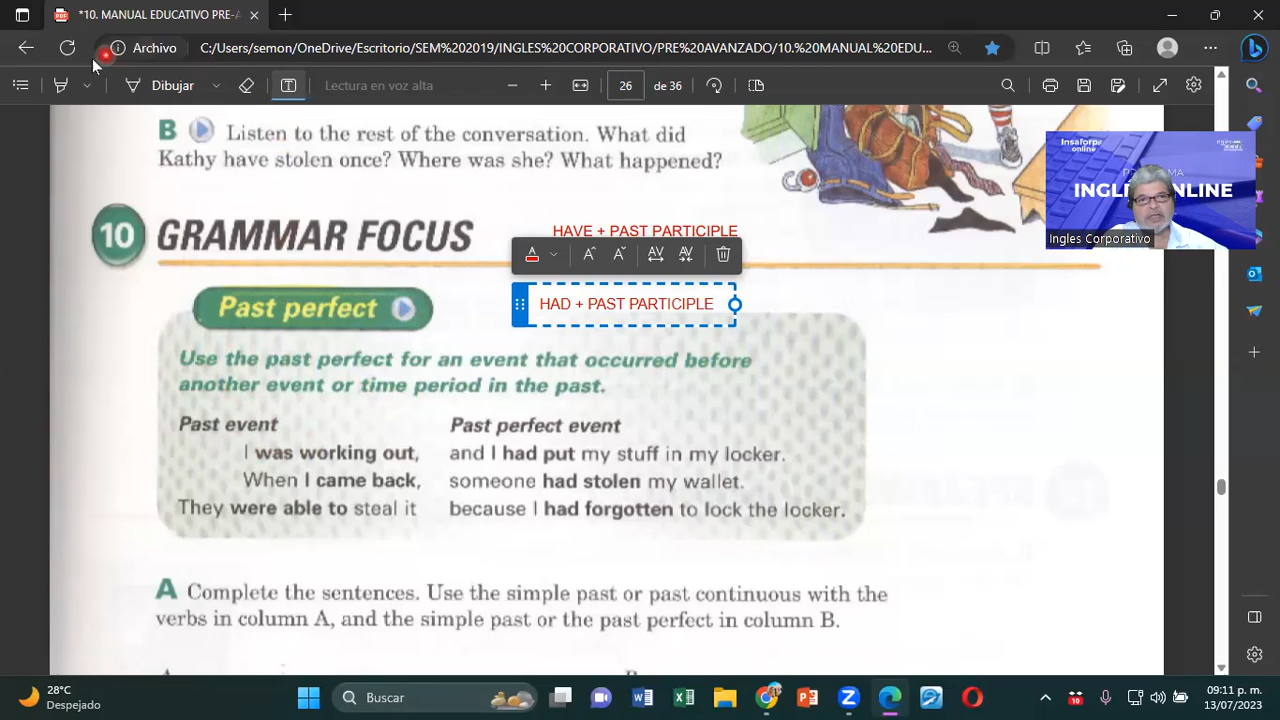 *10. MANUAL EDUCATIVO PRE-A
Archivo
C:/Users/semon/OneDrive/Escritorio/SEM%202019/INGLES%20CORPORATIVO/PRE%20AVANZADO/10.%20MANUAL%20EDU...
Dibujar
Lectura en voz alta
26
de 36
B Listen to the rest of the conversation. What did
Kathy have stolen once? Where was she? What happened?
Insaforp
online
INGL ONLINE
Ingles Corporativo
10 GRAMMAR FOCUS
HAVE + PAST PARTICIPLE
HAD + PAST PARTICIPLE
Past perfect
Use the past perfect for an event that occurred before
another event or time period in the past.
Past event
Past perfect event
I was working out,
and I had put my stuff in my locker.
When I came back,
someone had stolen my wallet.
They were able to steal it
because I had forgotten to lock the locker.
A Complete the sentences. Use the simple past or past continuous with the
verbs in column A, and the simple past or the past perfect in column B.
28°C
Despejado
Buscar
10
09:11 p. m.
13/07/2023